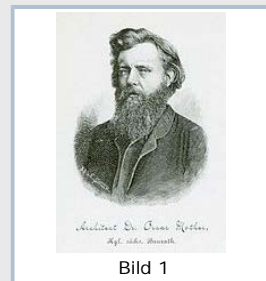 Architect Dr. Oscar Mothes,
Kgl. sächs. Baurath.
Bild 1